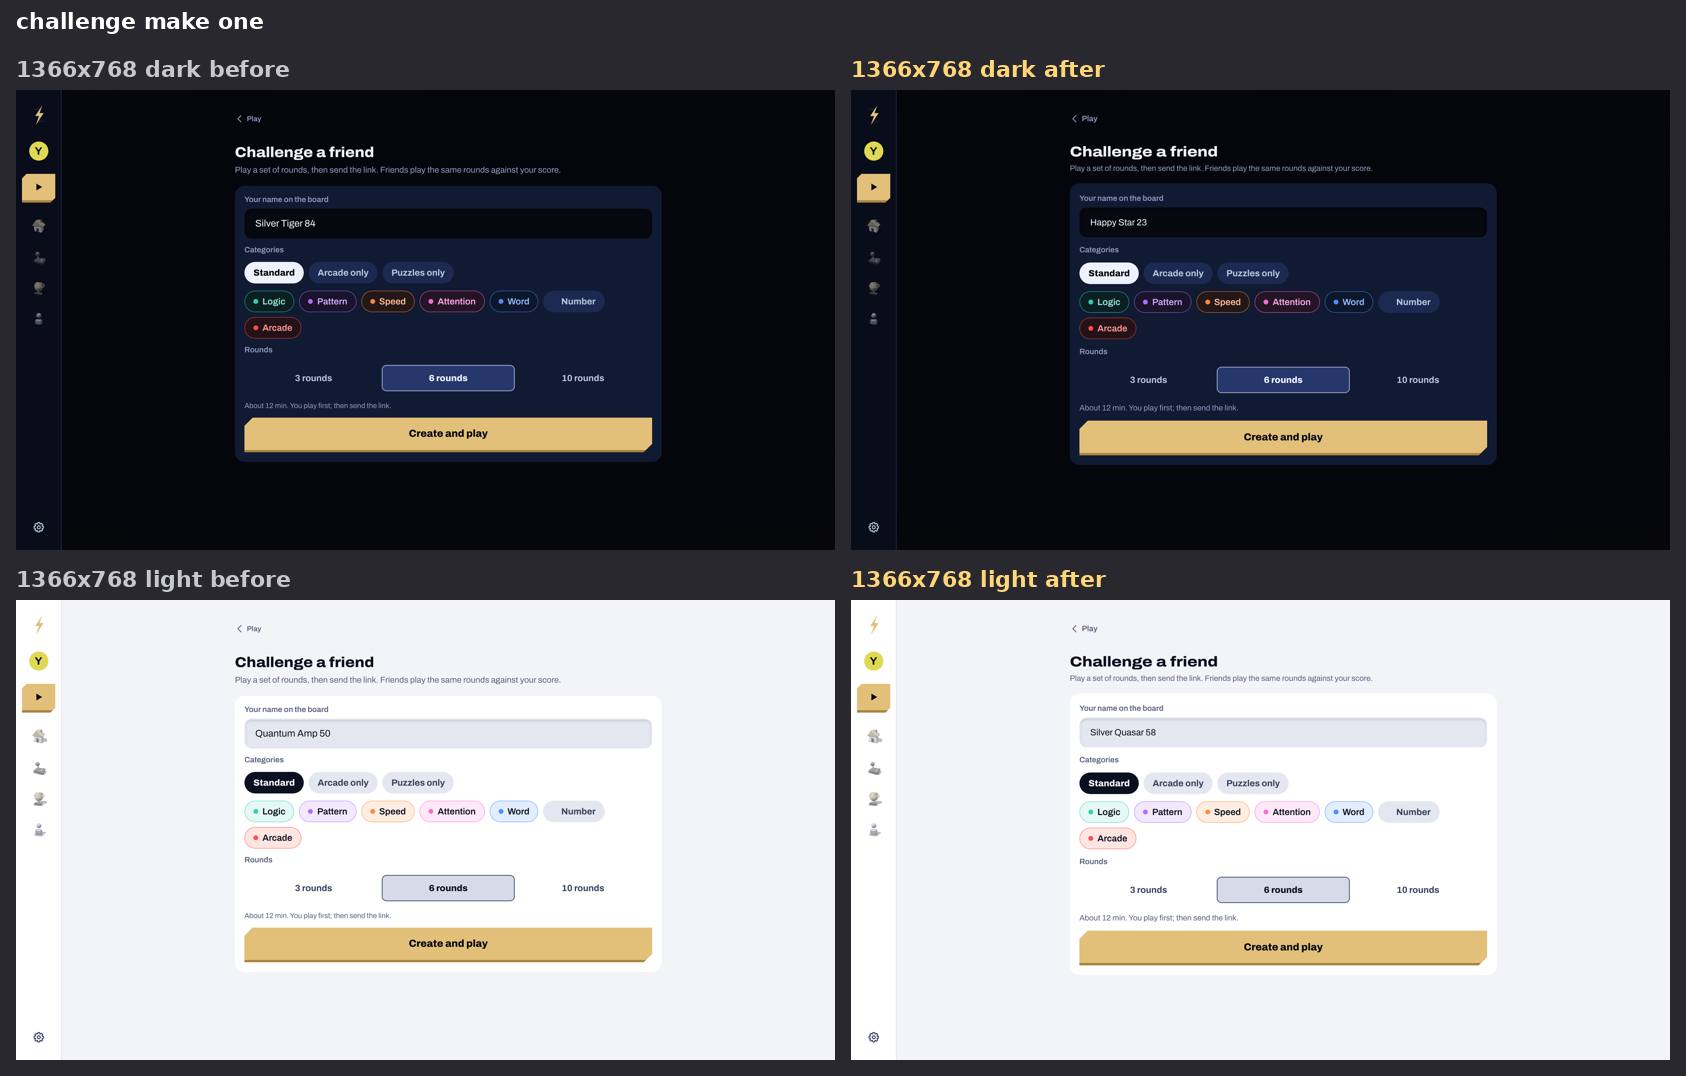 challenge make one
1366x768 dark before
Y
Play
Challenge a friend
Play a set of rounds, then send the link. Friends play the same rounds against your score.
Your name on the board
Silver Tiger 84
Categories
Standard Arcade only Puzzles only
Logic Pattern Speed Attention Word Number
Arcade
Rounds
3 rounds 6 rounds 10 rounds
About 12 min. You play first; then send the link.
Create and play
1366x768 dark after
Y
Play
Challenge a friend
Play a set of rounds, then send the link. Friends play the same rounds against your score.
Your name on the board
Happy Star 23
Categories
Standard Arcade only Puzzles only
Logic Pattern Speed Attention Word Number
Arcade
Rounds
3 rounds 6 rounds 10 rounds
About 12 min. You play first; then send the link.
Create and play
1366x768 light before
Y
Play
Challenge a friend
Play a set of rounds, then send the link. Friends play the same rounds against your score.
Your name on the board
Quantum Amp 50
Categories
Standard Arcade only Puzzles only
Logic Pattern Speed Attention Word Number
Arcade
Rounds
3 rounds 6 rounds 10 rounds
About 12 min. You play first; then send the link.
Create and play
1366x768 light after
Y
Play
Challenge a friend
Play a set of rounds, then send the link. Friends play the same rounds against your score.
Your name on the board
Silver Quasar 58
Categories
Standard Arcade only Puzzles only
Logic Pattern Speed Attention Word Number
Arcade
Rounds
3 rounds 6 rounds 10 rounds
About 12 min. You play first; then send the link.
Create and play